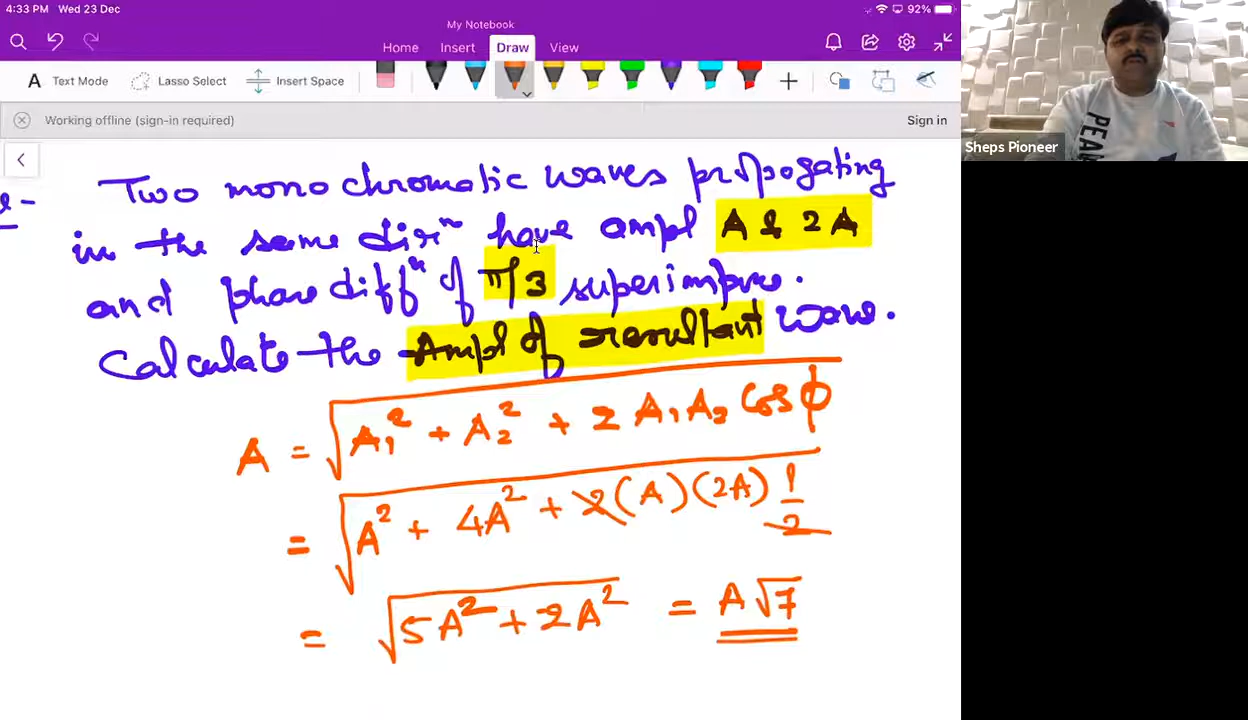 4:33 PM Wed 23 Dec
92%
My Notebook
Home Insert Draw View
A Text Mode Lasso Select Insert Space
Working offline (sign-in required)
Sign in
Sheps Pioneer
PEA
Two monochromatic waves propogating
in the same dirⁿ have ampl A & 2A
and phase diffⁿ of π/3 superimpose.
Calculate the Ampl of resultant wave.
A = √(A₁² + A₂² + 2 A₁A₂ cos ϕ)
= √(A² + 4A² + 2(A)(2A) 1/2)
= √(5A² + 2A²) = A√7